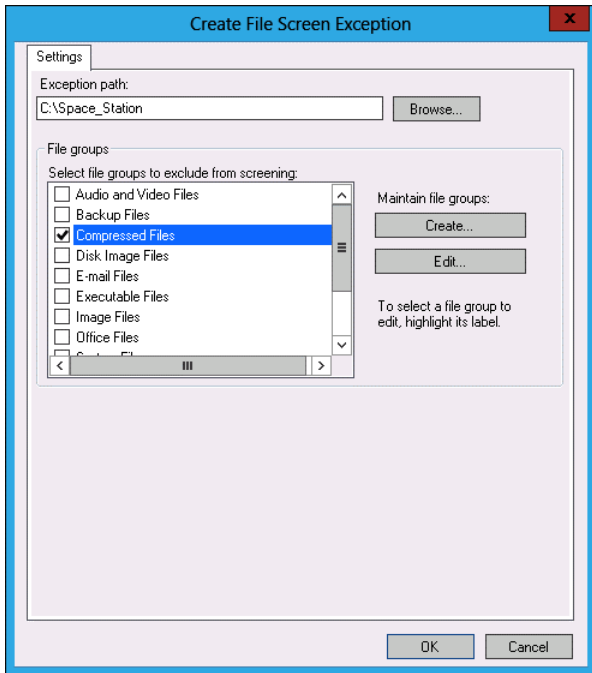 Create File Screen Exception
x
Settings
Exception path:
C:\Space_Station
Browse...
File groups
Select file groups to exclude from screening:
Audio and Video Files
Backup Files
Compressed Files
Disk Image Files
E-mail Files
Executable Files
Image Files
Office Files
Maintain file groups:
Create...
Edit...
To select a file group to
edit, highlight its label.
OK
Cancel